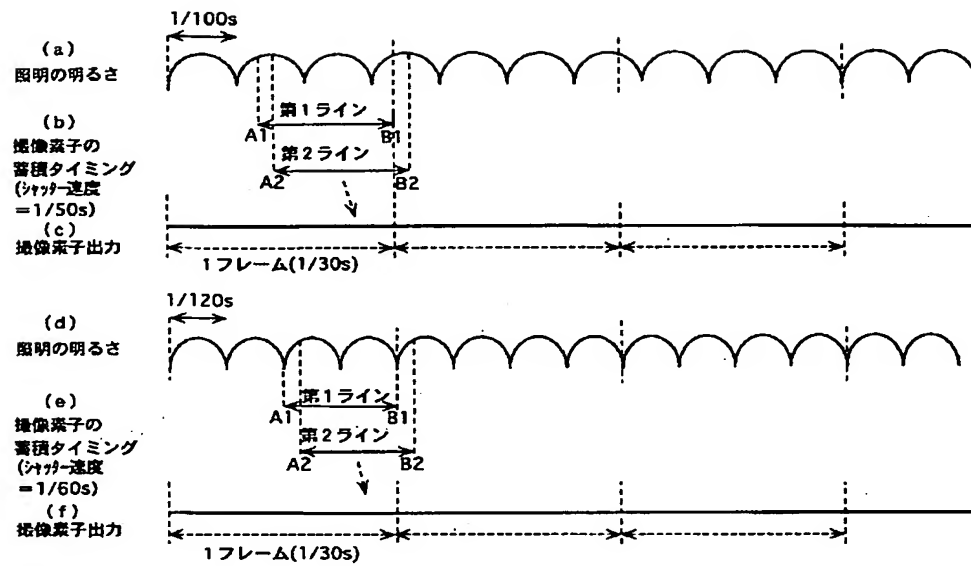 1/100s
(a)
照明の明るさ
第1ライン
(b)
A1
B1
撮像素子の
第2ライン
蓄積タイミング
A2
B2
(シャッター速度
=1/50s)
(c)
撮像素子出力
1フレーム(1/30s)
1/120s
(d)
照明の明るさ
第1ライン
(e)
A1
B1
撮像素子の
第2ライン
蓄積タイミング
A2
B2
(シャッター速度
=1/60s)
(f)
撮像素子出力
1フレーム(1/30s)